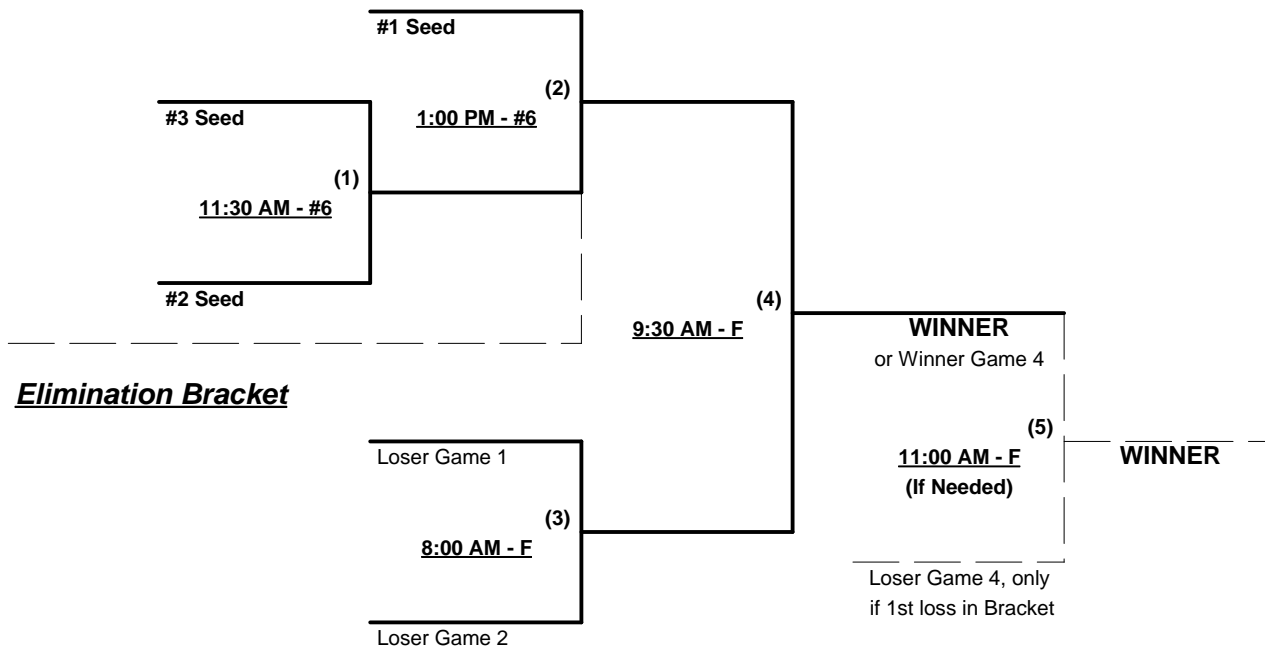 #1 Seed
(2)
#3 Seed
1:00 PM - #6
(1)
11:30 AM - #6
#2 Seed
(4)
9:30 AM - F
WINNER
or Winner Game 4
Elimination Bracket
(5)
Loser Game 1
11:00 AM - F
WINNER
(If Needed)
(3)
8:00 AM - F
Loser Game 4, only
if 1st loss in Bracket
Loser Game 2